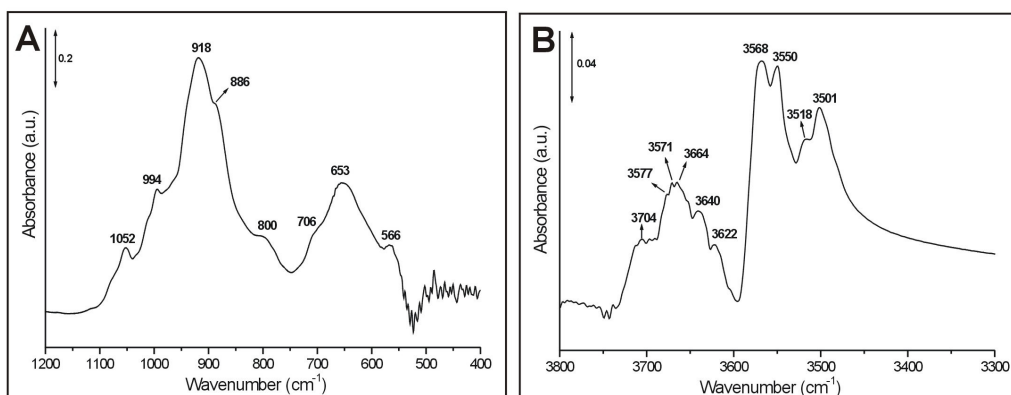 A
0.2
918
886
994
1052
800
706
653
566
Absorbance (a.u.)
1200 1100 1000 900 800 700 600 500 400
Wavenumber (cm⁻¹)
B
0.04
3568 3550
3518 3501
3571 3664
3577
3640
3704
3622
Absorbance (a.u.)
3800 3700 3600 3500 3400 3300
Wavenumber (cm⁻¹)